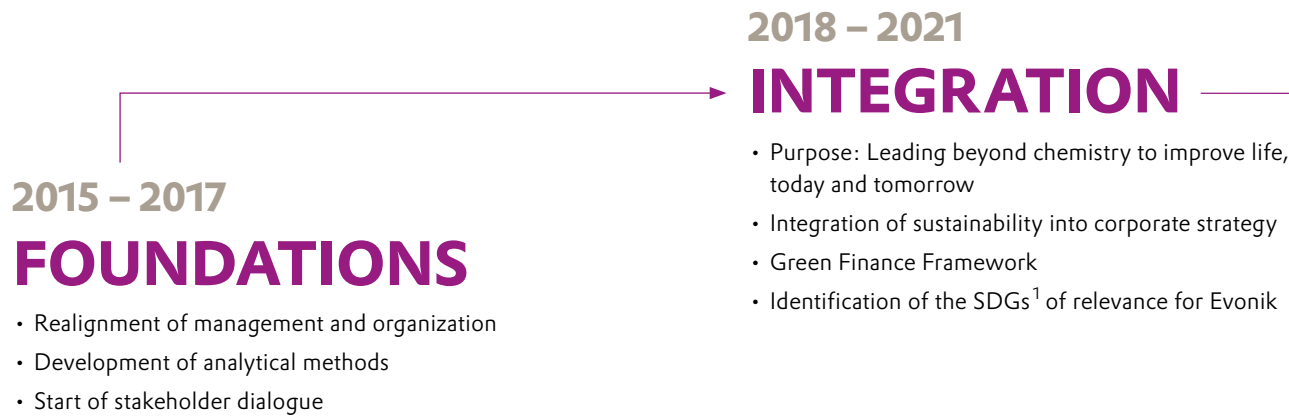 2015 – 2017
FOUNDATIONS
• Realignment of management and organization
• Development of analytical methods
• Start of stakeholder dialogue
2018 – 2021
INTEGRATION
• Purpose: Leading beyond chemistry to improve life,
today and tomorrow
• Integration of sustainability into corporate strategy
• Green Finance Framework
• Identification of the SDGs¹ of relevance for Evonik